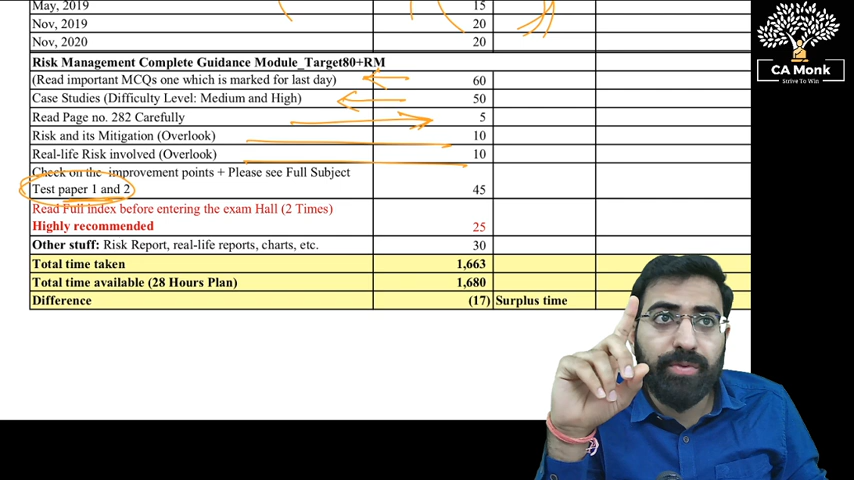 May, 2019 15
Nov, 2019 20
Nov, 2020 20
Risk Management Complete Guidance Module_Target80+RM
(Read important MCQs one which is marked for last day) 60
Case Studies (Difficulty Level: Medium and High) 50
Read Page no. 282 Carefully 5
Risk and its Mitigation (Overlook) 10
Real-life Risk involved (Overlook) 10
Check on the improvement points + Please see Full Subject
Test paper 1 and 2 45
Read Full index before entering the exam Hall (2 Times)
Highly recommended 25
Other stuff: Risk Report, real-life reports, charts, etc. 30
Total time taken 1,663
Total time available (28 Hours Plan) 1,680
Difference (17) Surplus time
CA Monk
Strive To Win